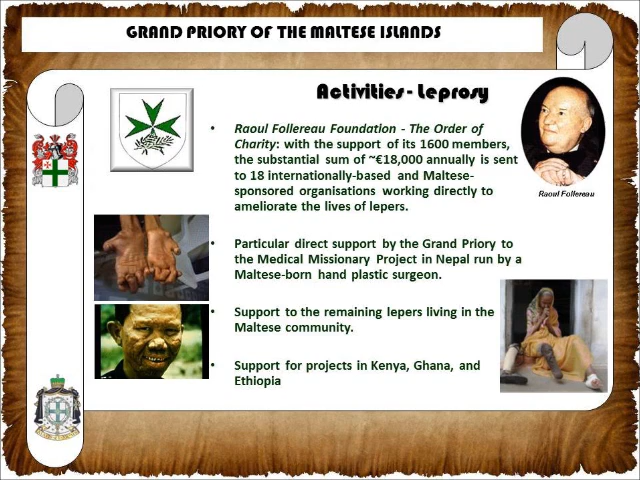 GRAND PRIORY OF THE MALTESE ISLANDS
Activities - Leprosy
• Raoul Follereau Foundation - The Order of
Charity: with the support of its 1600 members,
the substantial sum of ~€18,000 annually is sent
to 18 internationally-based and Maltese-
sponsored organisations working directly to
ameliorate the lives of lepers.
Raoul Follereau
• Particular direct support by the Grand Priory to
the Medical Missionary Project in Nepal run by a
Maltese-born hand plastic surgeon.
• Support to the remaining lepers living in the
Maltese community.
• Support for projects in Kenya, Ghana, and
Ethiopia